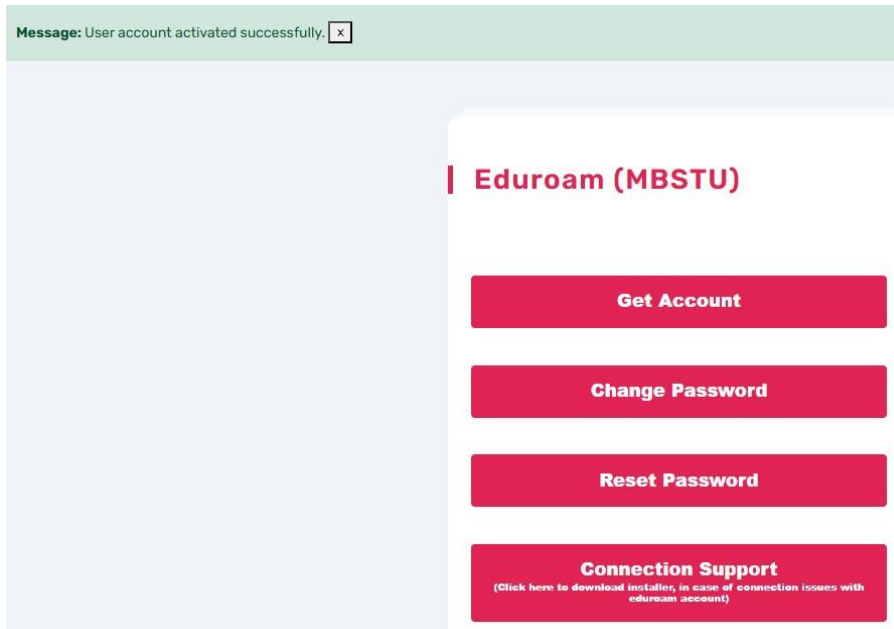 Message: User account activated successfully. x
Eduroam (MBSTU)
Get Account
Change Password
Reset Password
Connection Support
(Click here to download installer, in case of connection issues with
eduroam account)